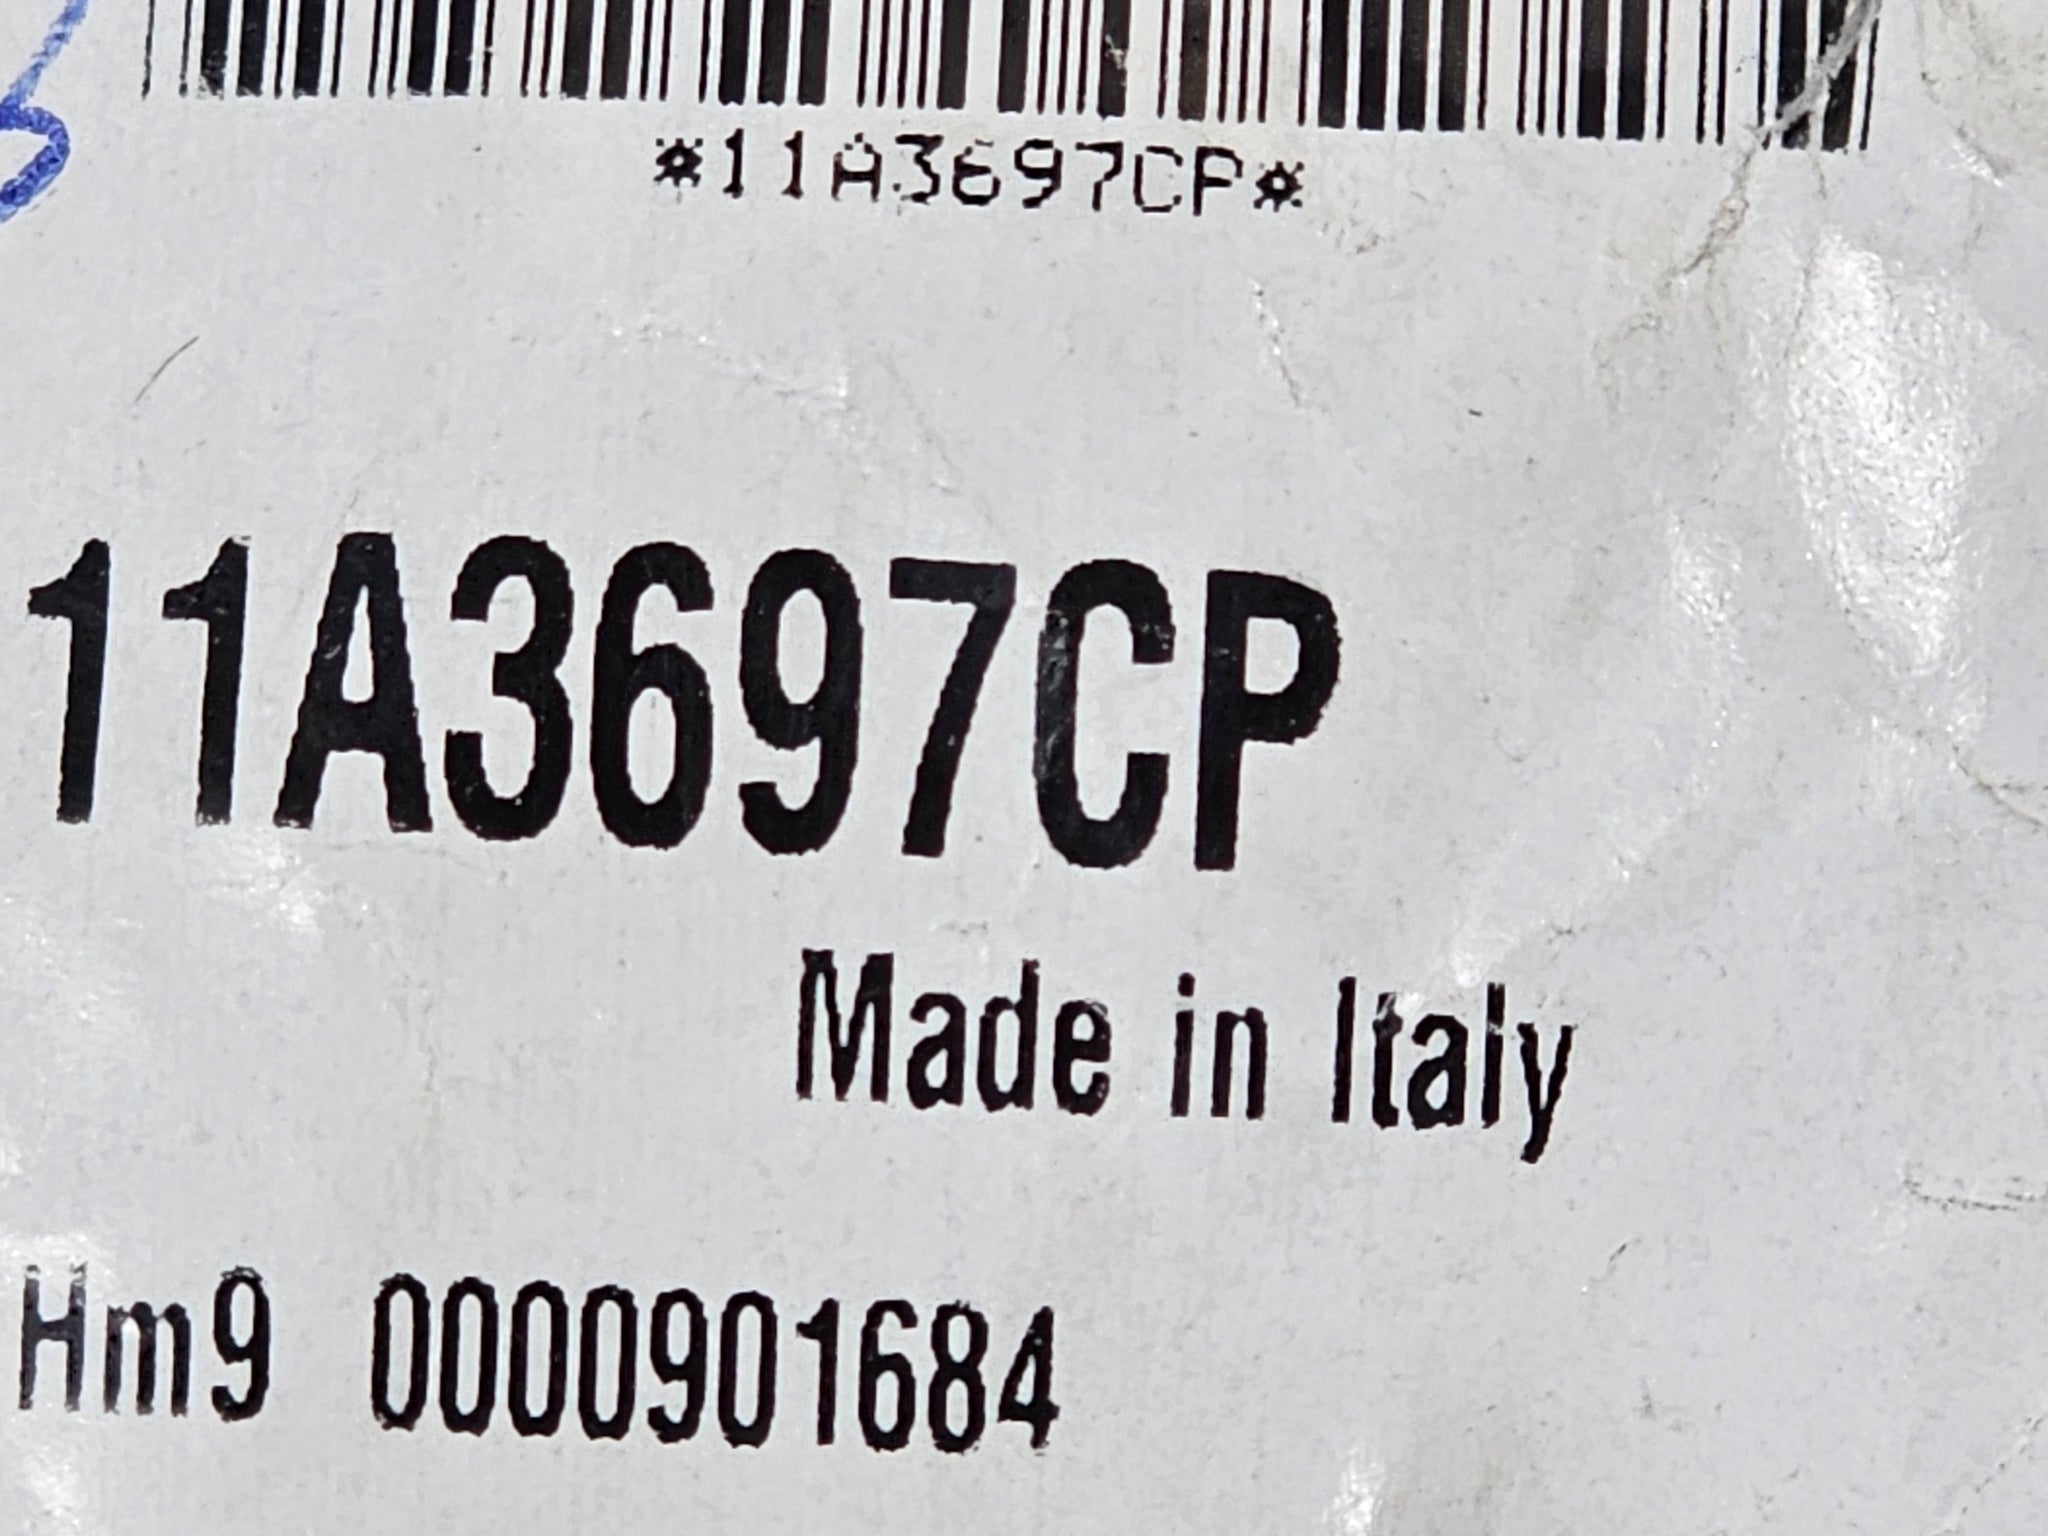 *11A3697CP*
11A3697CP
Made in Italy
Hm9 0000901684